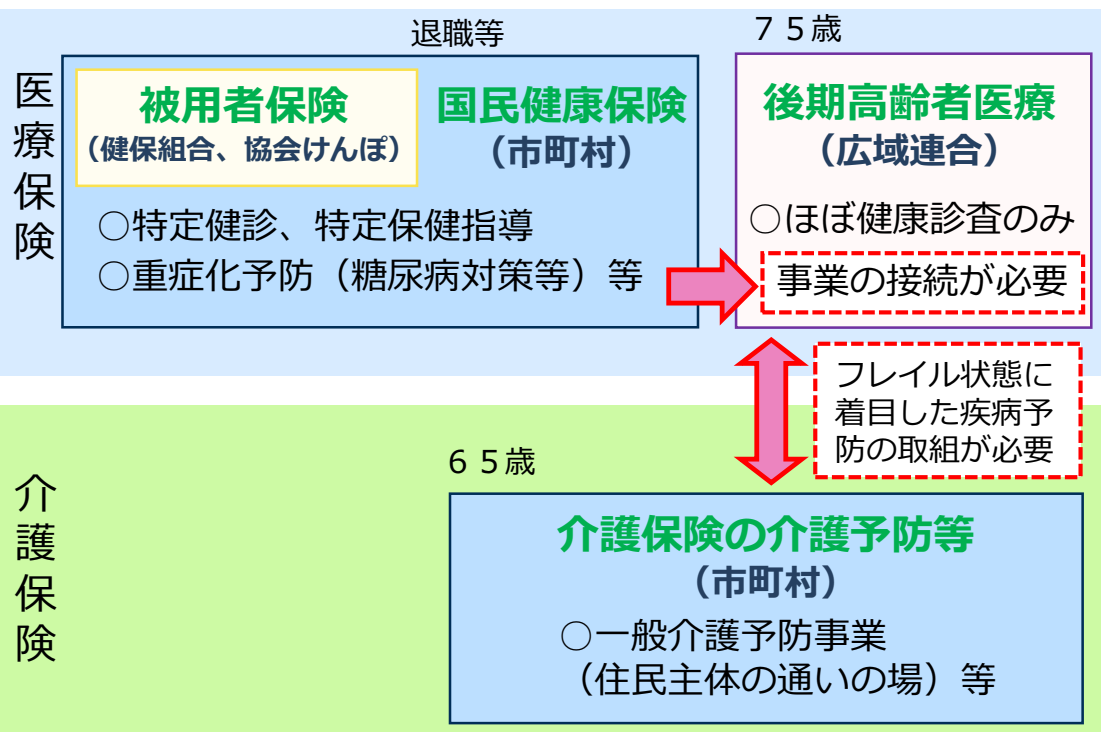 退職等
７５歳
医療保険
被用者保険
（健保組合、協会けんぽ）
国民健康保険
（市町村）
○特定健診、特定保健指導
○重症化予防（糖尿病対策等）等
後期高齢者医療
（広域連合）
○ほぼ健康診査のみ
事業の接続が必要
フレイル状態に
着目した疾病予
防の取組が必要
介護保険
６５歳
介護保険の介護予防等
（市町村）
○一般介護予防事業
（住民主体の通いの場）等